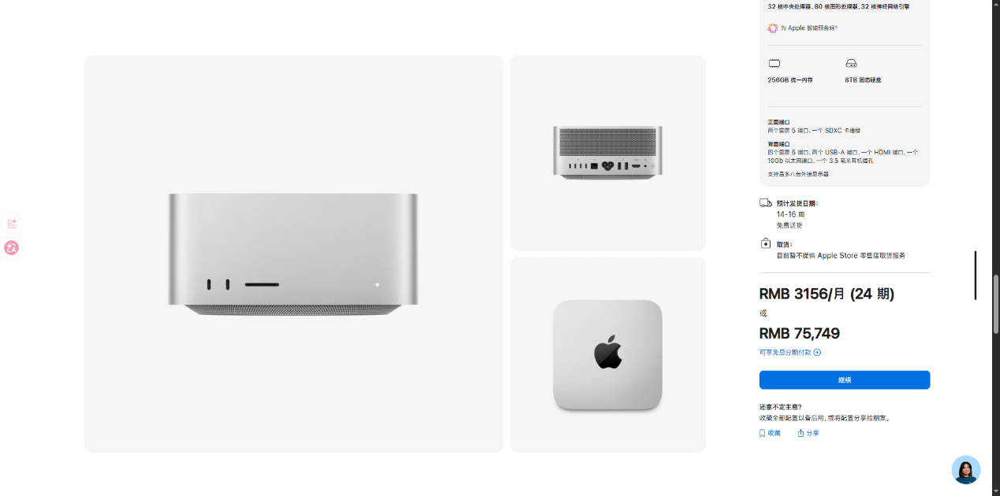 32 核中央处理器、80 核图形处理器、32 核神经网络引擎
为 Apple 智能预备好°
256GB 统一内存
8TB 固态硬盘
正面端口
两个雷雳 5 端口、一个 SDXC 卡插槽
背面端口
四个雷雳 5 端口、两个 USB-A 端口、一个 HDMI 端口、一个
10Gb 以太网端口、一个 3.5 毫米耳机插孔
支持最多八台外接显示器
预计发货日期：
14-16 周
免费送货
取货：
目前暂不提供 Apple Store 零售店取货服务
RMB 3156/月 (24 期)
或
RMB 75,749
可享免息分期付款
继续
还拿不定主意?
收藏全部配置以备后用，或将配置分享给朋友。
收藏
分享